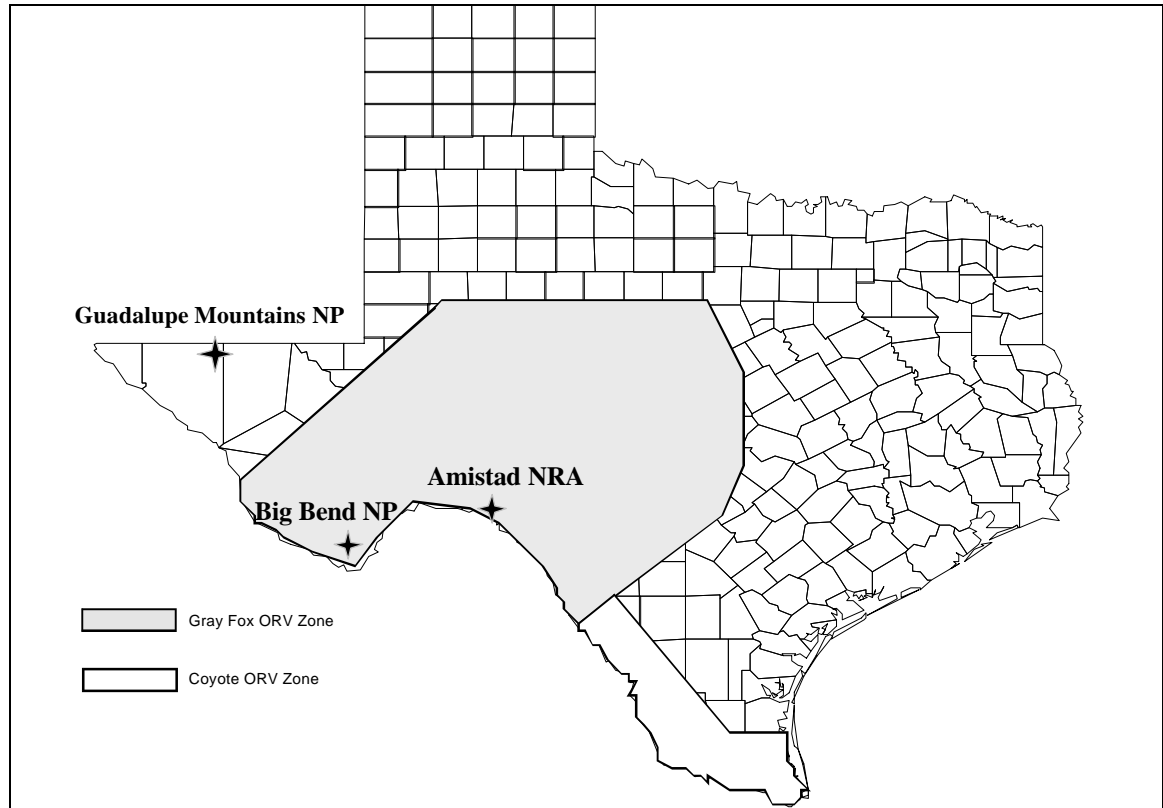 Guadalupe Mountains NP
Amistad NRA
Big Bend NP
Gray Fox ORV Zone
Coyote ORV Zone